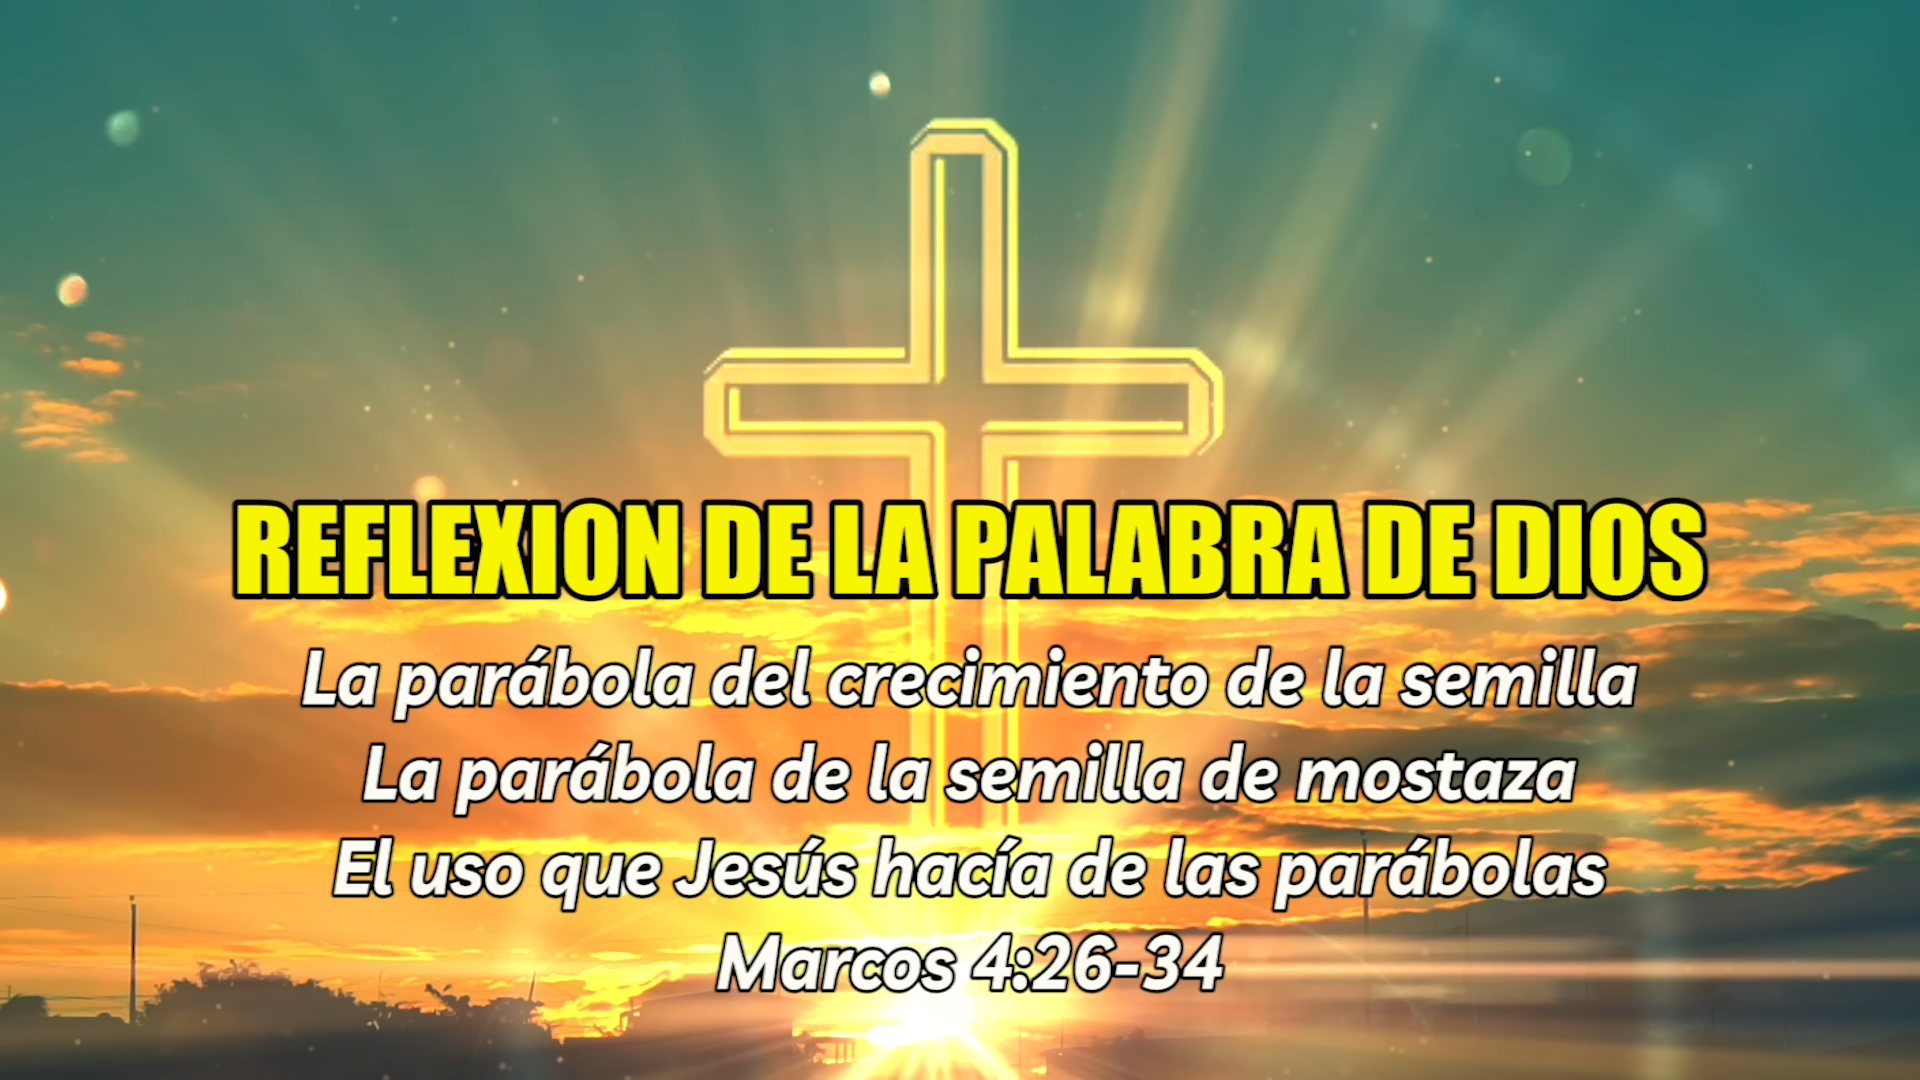 REFLEXION DE LA PALABRA DE DIOS
La parábola del crecimiento de la semilla
La parábola de la semilla de mostaza
El uso que Jesús hacía de las parábolas
Marcos 4:26-34